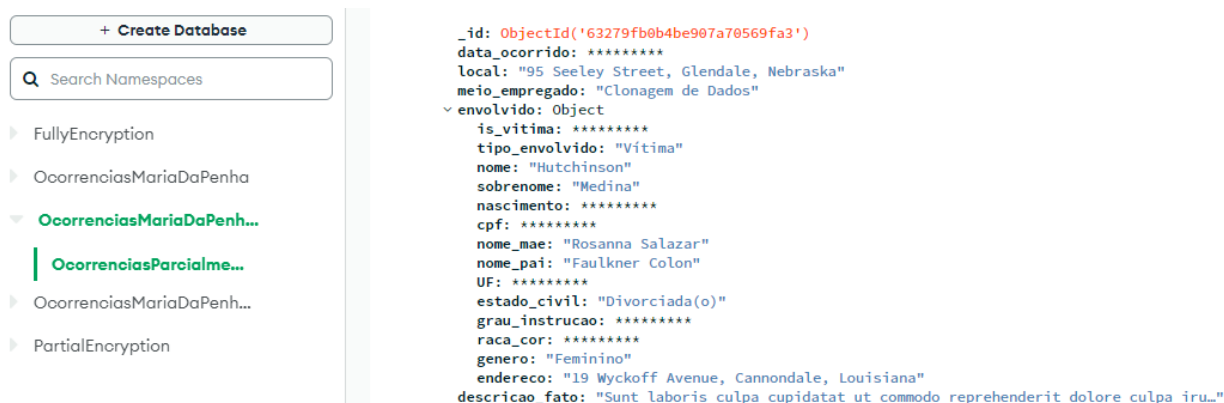 + Create Database
Search Namespaces
FullyEncryption
OcorrenciasMariaDaPenha
OcorrenciasMariaDaPenh...
OcorrenciasParcialme...
OcorrenciasMariaDaPenh...
PartialEncryption
_id: ObjectId('63279fb0b4be907a70569fa3')
data_ocorrido: *********
local: "95 Seeley Street, Glendale, Nebraska"
meio_empregado: "Clonagem de Dados"
envolvido: Object
is_vitima: *********
tipo_envolvido: "Vítima"
nome: "Hutchinson"
sobrenome: "Medina"
nascimento: *********
cpf: *********
nome_mae: "Rosanna Salazar"
nome_pai: "Faulkner Colon"
UF: *********
estado_civil: "Divorciada(o)"
grau_instrucao: *********
raca_cor: *********
genero: "Feminino"
endereco: "19 Wyckoff Avenue, Cannondale, Louisiana"
descricao_fato: "Sunt laboris culpa cupidatat ut commodo reprehenderit dolore culpa iru…"